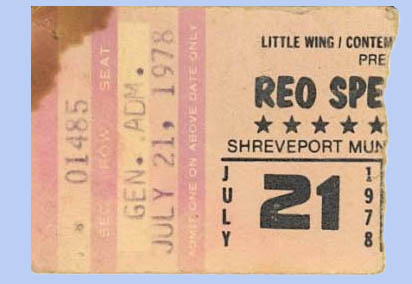 01485
SEC ROW SEAT
GEN. ADM.
JULY 21, 1978
ADMIT ONE ON ABOVE DATE ONLY
LITTLE WING / CONTEM
PRE
REO SPE
★★★★★
SHREVEPORT MUN
JULY
21
1978